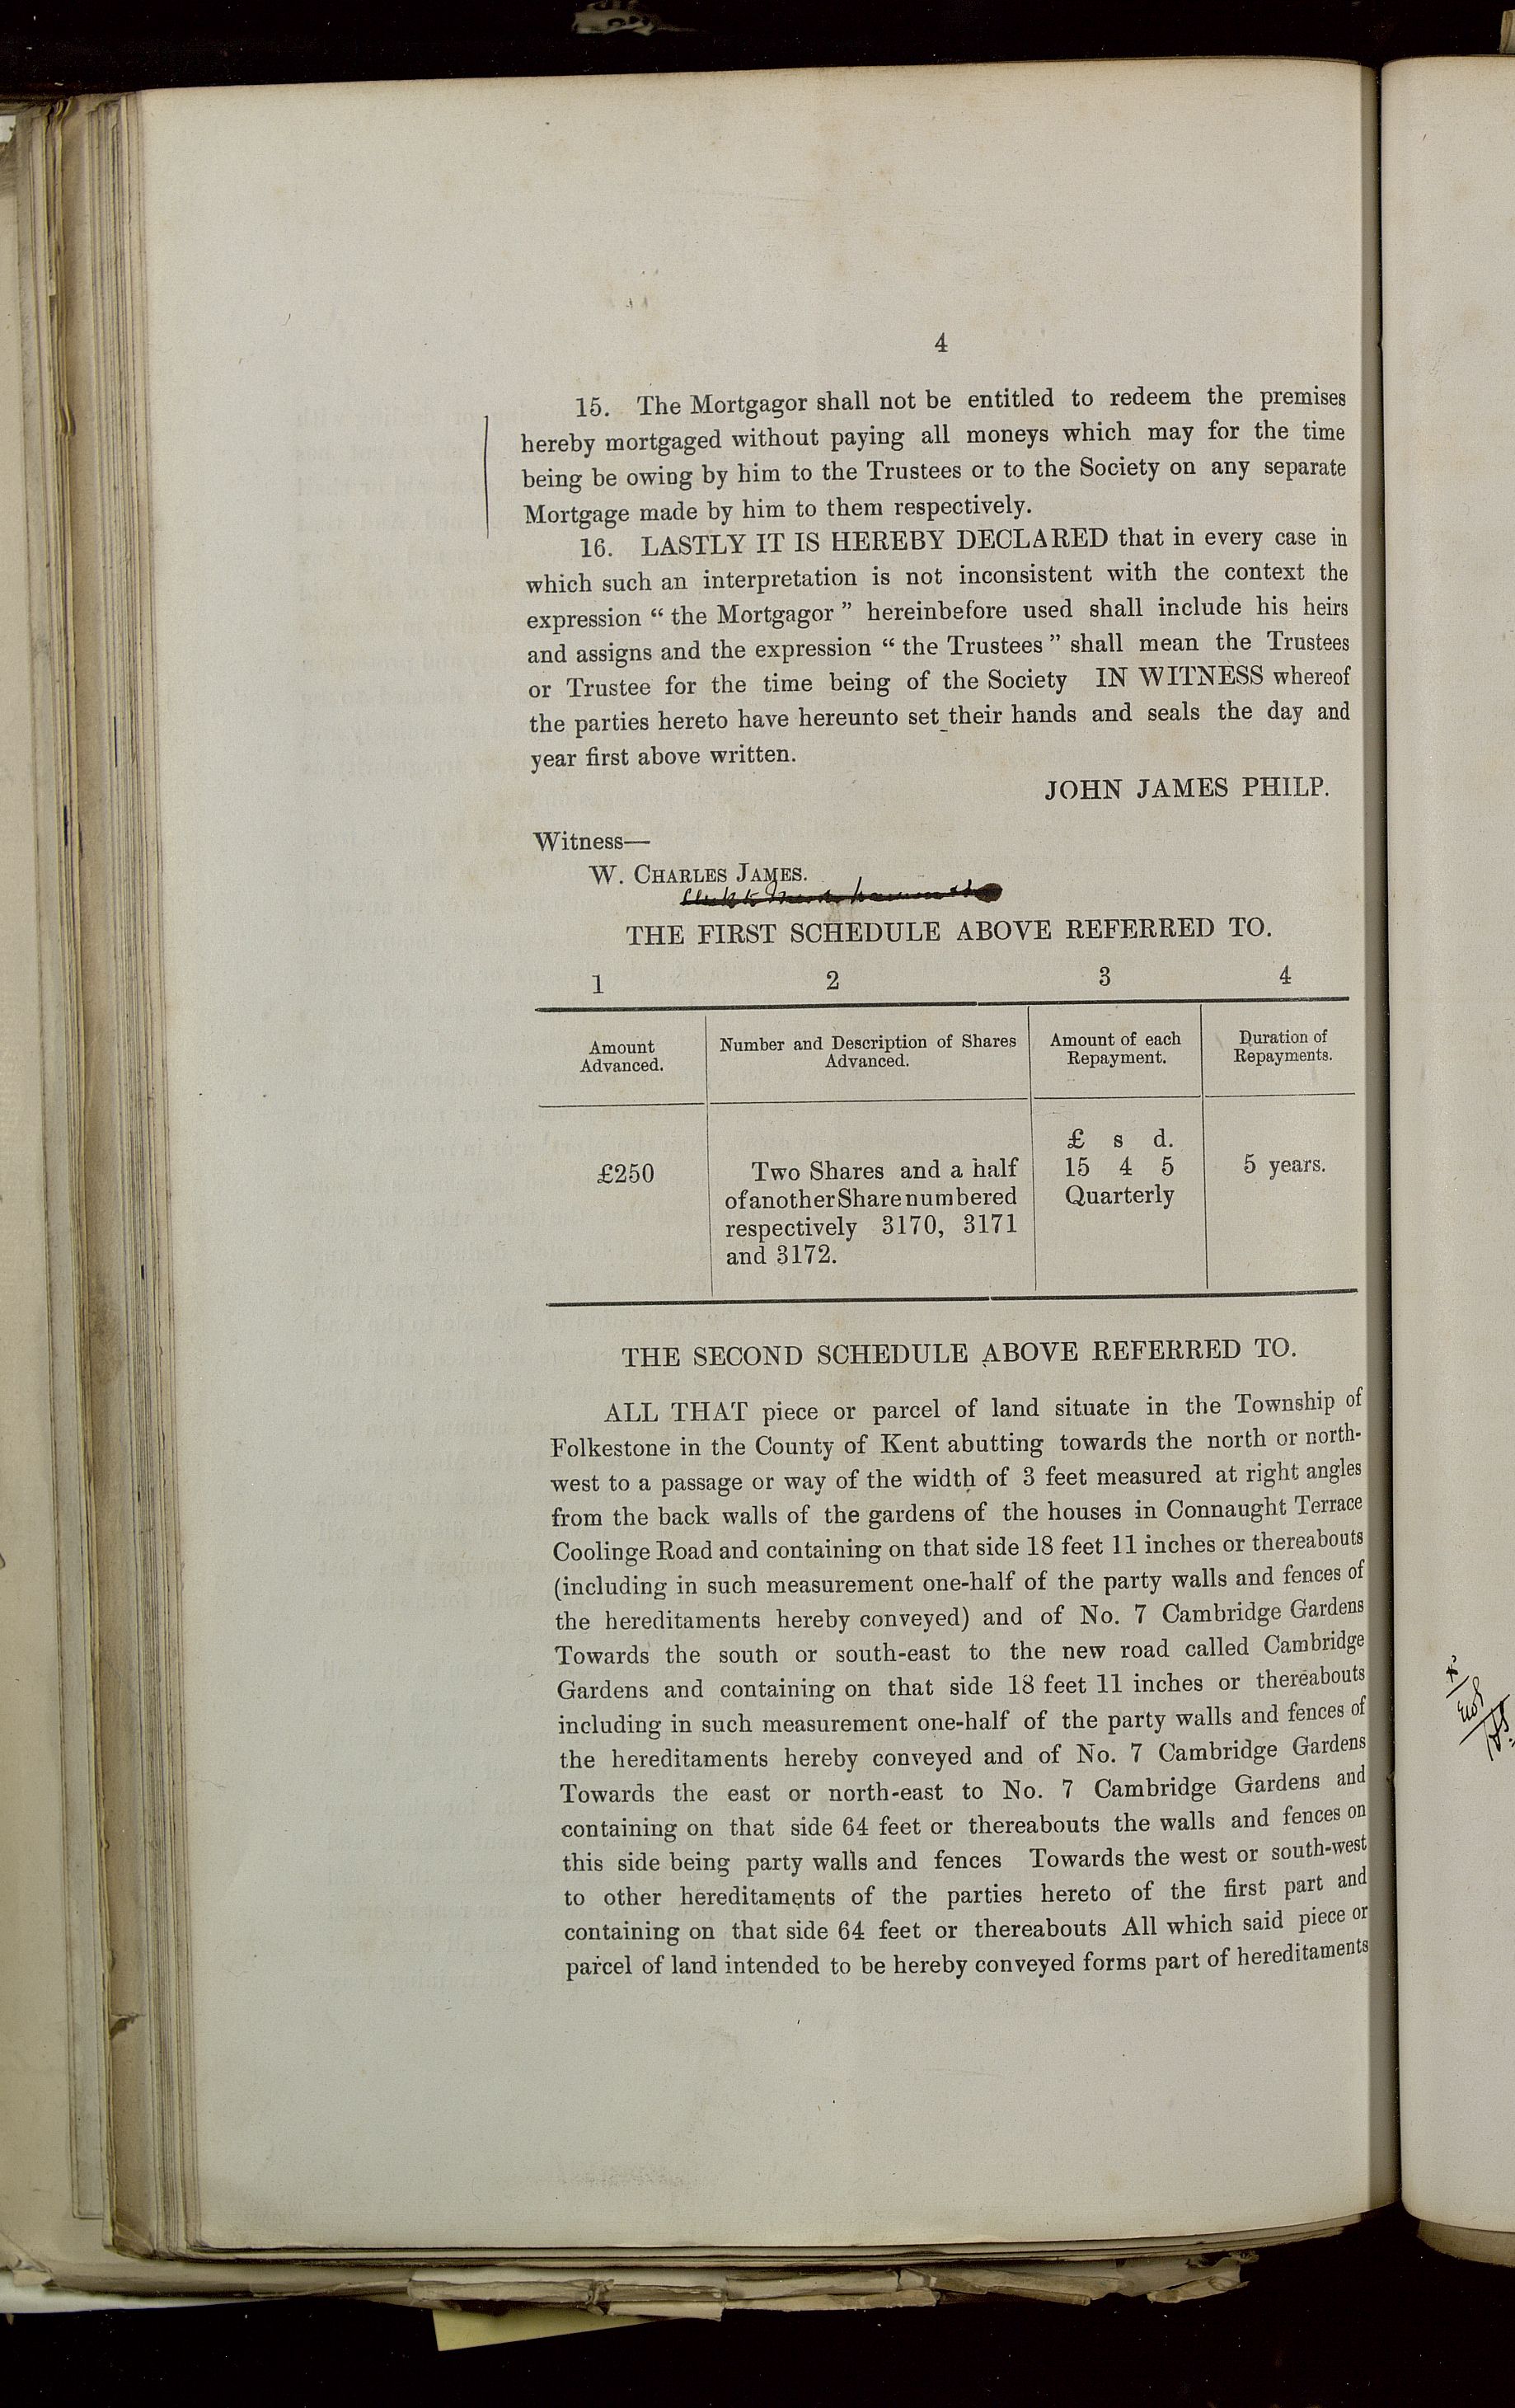 4
15. The Mortgagor shall not be entitled to redeem the premises
hereby mortgaged without paying all moneys which may for the time
being be owing by him to the Trustees or to the Society on any separate
Mortgage made by him to them respectively.
16. LASTLY IT IS HEREBY DECLARED that in every case in
which such an interpretation is not inconsistent with the context the
expression “ the Mortgagor ” hereinbefore used shall include his heirs
and assigns and the expression “ the Trustees ” shall mean the Trustees
or Trustee for the time being of the Society IN WITNESS whereof
the parties hereto have hereunto set their hands and seals the day and
year first above written.
JOHN JAMES PHILP.
Witness—
W. CHARLES JAMES.
THE FIRST SCHEDULE ABOVE REFERRED TO.
1 2 3 4
Amount Advanced. Number and Description of Shares Advanced. Amount of each Repayment. Duration of Repayments.
£ s d.
£250 Two Shares and a half 15 4 5 5 years.
of another Share numbered Quarterly
respectively 3170, 3171
and 3172.
THE SECOND SCHEDULE ABOVE REFERRED TO.
ALL THAT piece or parcel of land situate in the Township of
Folkestone in the County of Kent abutting towards the north or north-
west to a passage or way of the width of 3 feet measured at right angles
from the back walls of the gardens of the houses in Connaught Terrace
Coolinge Road and containing on that side 18 feet 11 inches or thereabouts
(including in such measurement one-half of the party walls and fences of
the hereditaments hereby conveyed) and of No. 7 Cambridge Gardens
Towards the south or south-east to the new road called Cambridge
Gardens and containing on that side 18 feet 11 inches or thereabouts
including in such measurement one-half of the party walls and fences of
the hereditaments hereby conveyed and of No. 7 Cambridge Gardens
Towards the east or north-east to No. 7 Cambridge Gardens and
containing on that side 64 feet or thereabouts the walls and fences on
this side being party walls and fences Towards the west or south-west
to other hereditaments of the parties hereto of the first part and
containing on that side 64 feet or thereabouts All which said piece or
parcel of land intended to be hereby conveyed forms part of hereditaments